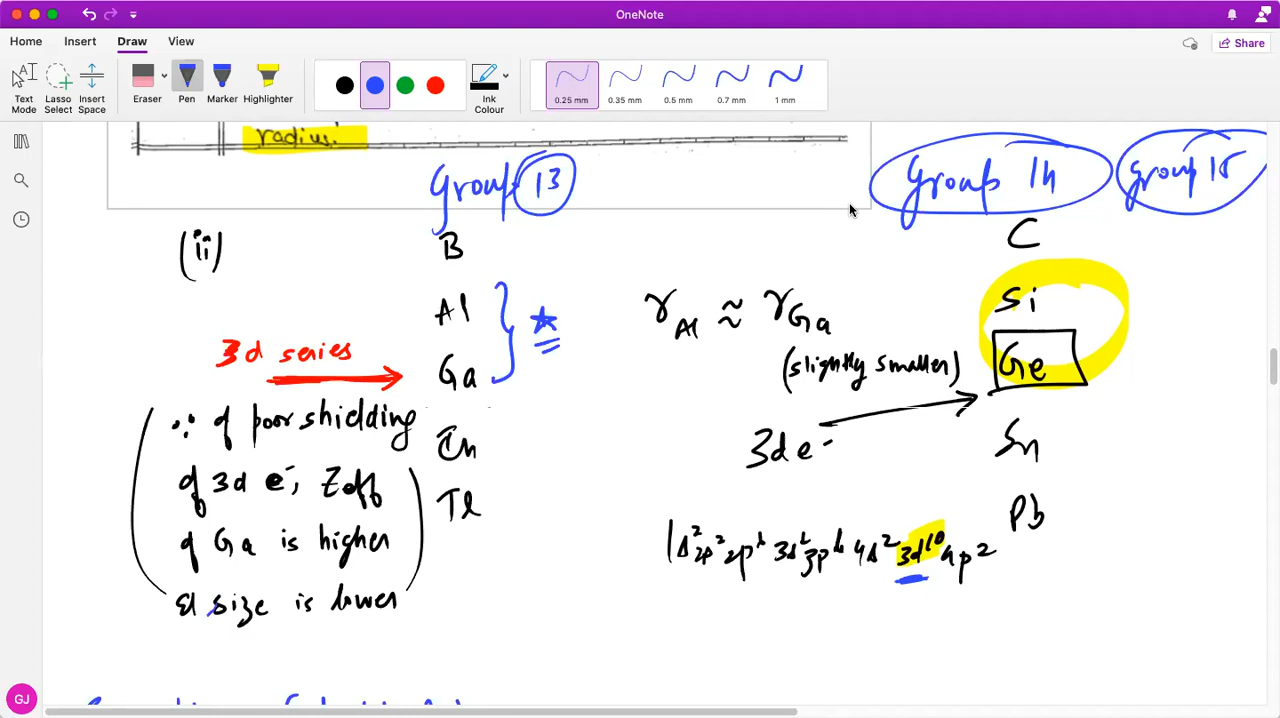 OneNote
Home Insert Draw View
Share
Text Mode
Lasso Select
Insert Space
Eraser
Pen
Marker
Highlighter
Ink Colour
0.25 mm
0.35 mm
0.5 mm
0.7 mm
1 mm
radius.
Group 13
Group 14
Group 15
(ii)
B
C
Al
r Al ≈ r Ga
Si
3d series
Ga
(slightly smaller)
Ge
∵ of poor shielding
In
3d e⁻
Sn
of 3d e⁻, Zeff
Tl
Pb
of Ga is higher
1s² 2s² 2p⁶ 3s² 3p⁶ 4s² 3d¹⁰ 4p²
& size is lower
GJ